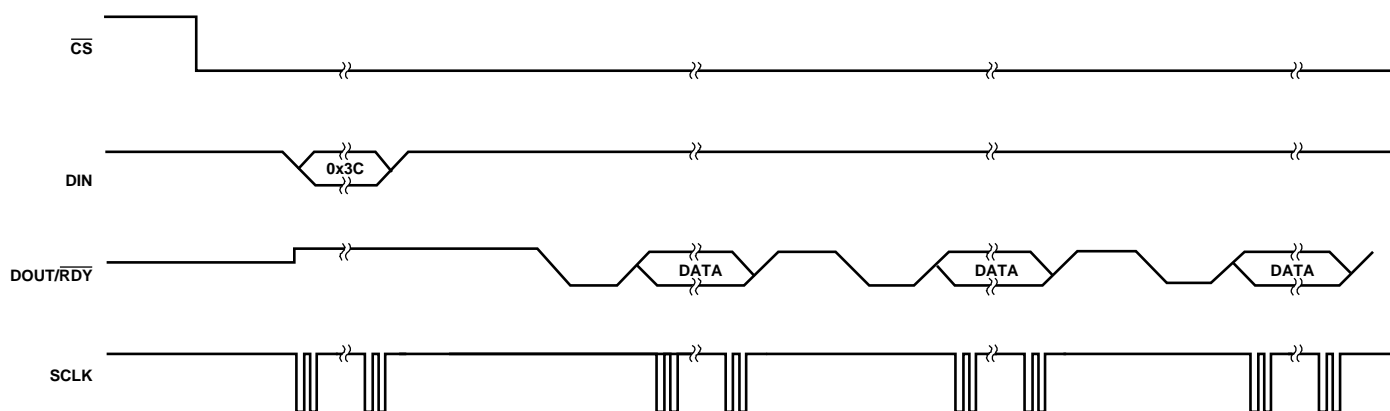 CS
DIN
0x3C
DOUT/RDY
DATA
DATA
DATA
SCLK